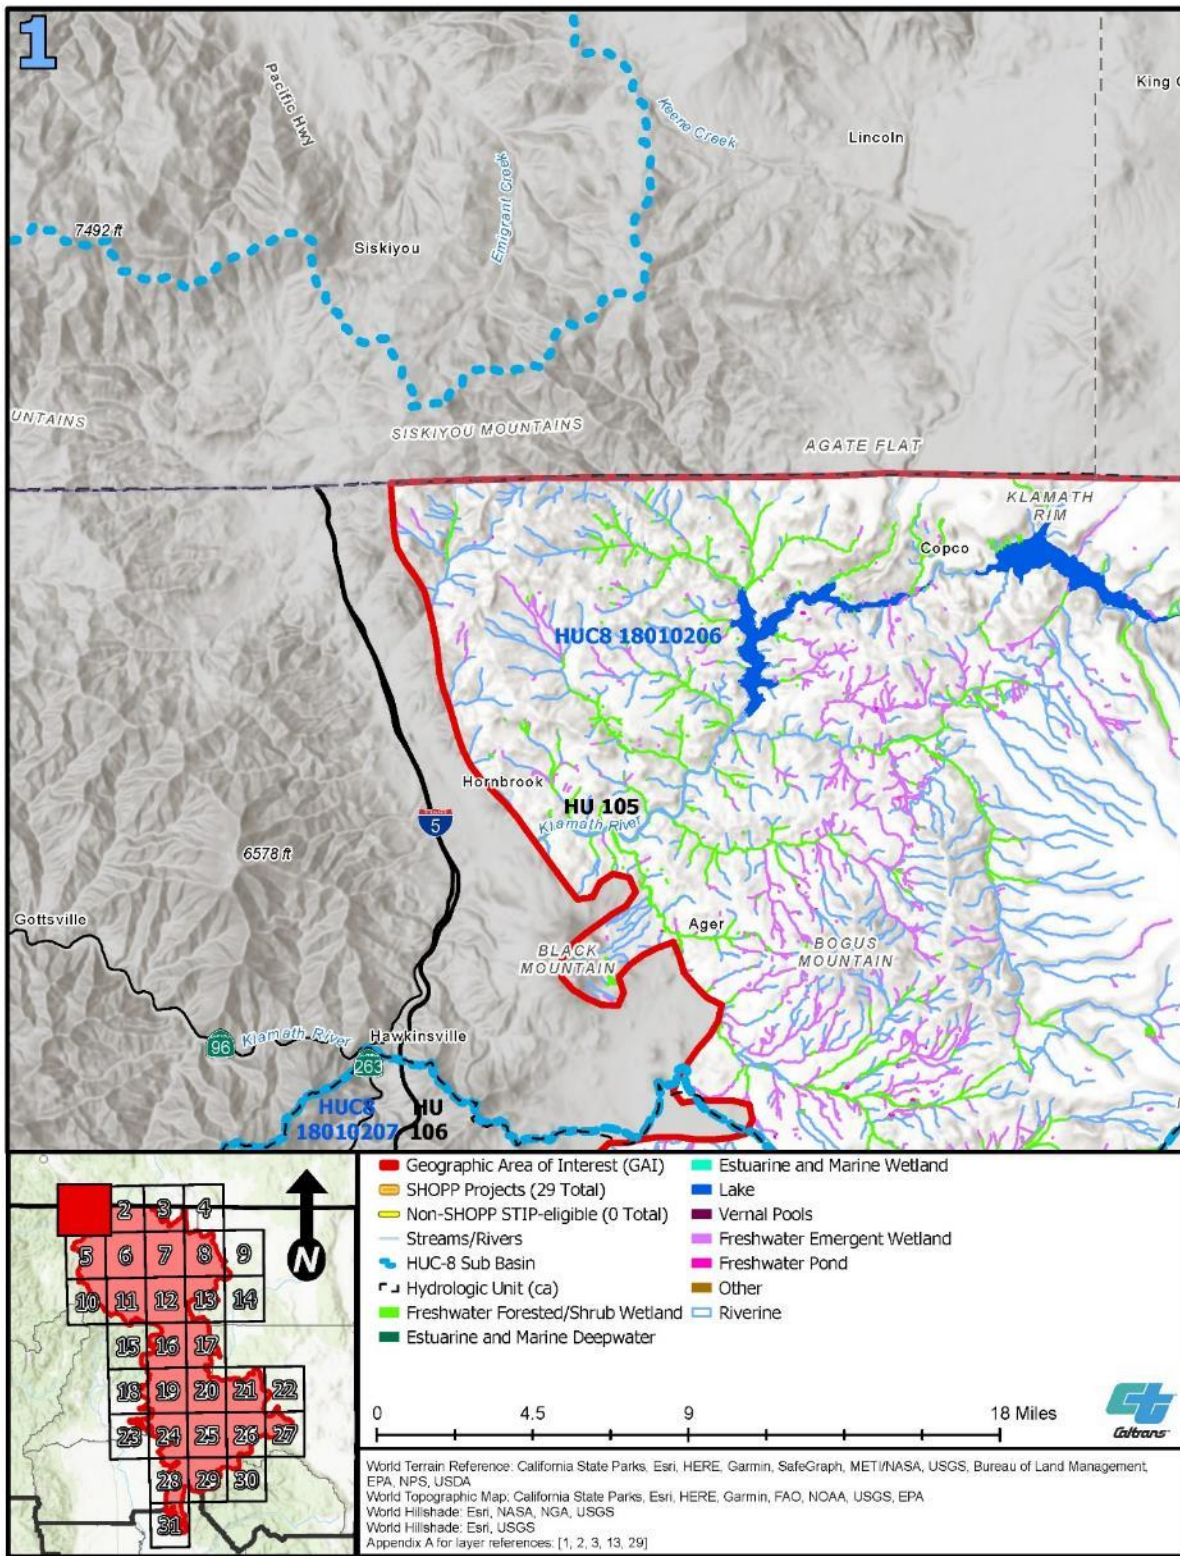 1
Pacific Hwy
King C
Keene Creek
Lincoln
Emigrant Creek
7492 ft
Siskiyou
UNTAINS
SISKIYOU MOUNTAINS
AGATE FLAT
KLAMATH
RIM
Copco
HUC8 18010206
Hornbrook
HU 105
Klamath River
5
6578 ft
Gottsville
Ager
BLACK
MOUNTAIN
BOGUS
MOUNTAIN
96
Klamath River
Hawkinsville
263
HUC8
18010207
HU
106
2 3 4
5 6 7 8 9
10 11 12 13 14
15 16 17
18 19 20 21 22
23 24 25 26 27
28 29 30
31
N
Geographic Area of Interest (GAI)
SHOPP Projects (29 Total)
Non-SHOPP STIP-eligible (0 Total)
Streams/Rivers
HUC-8 Sub Basin
Hydrologic Unit (ca)
Freshwater Forested/Shrub Wetland
Estuarine and Marine Deepwater
Estuarine and Marine Wetland
Lake
Vernal Pools
Freshwater Emergent Wetland
Freshwater Pond
Other
Riverine
0 4.5 9 18 Miles
Caltrans
World Terrain Reference: California State Parks, Esri, HERE, Garmin, SafeGraph, METI/NASA, USGS, Bureau of Land Management,
EPA, NPS, USDA
World Topographic Map: California State Parks, Esri, HERE, Garmin, FAO, NOAA, USGS, EPA
World Hillshade: Esri, NASA, NGA, USGS
World Hillshade: Esri, USGS
Appendix A for layer references: [1, 2, 3, 13, 29]